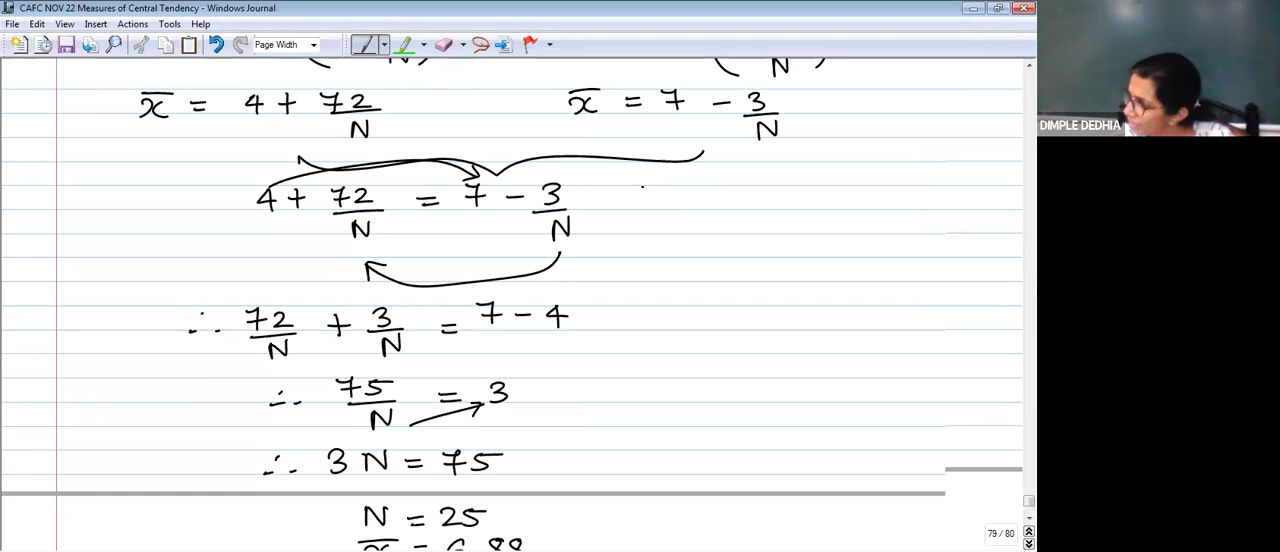 CAFC NOV 22 Measures of Central Tendency - Windows Journal
File Edit View Insert Actions Tools Help
Page Width
N N
x̄ = 4 + 72/N x̄ = 7 - 3/N
DIMPLE DEDHIA
4 + 72/N = 7 - 3/N
∴ 72/N + 3/N = 7 - 4
∴ 75/N = 3
∴ 3N = 75
N = 25
79 / 80